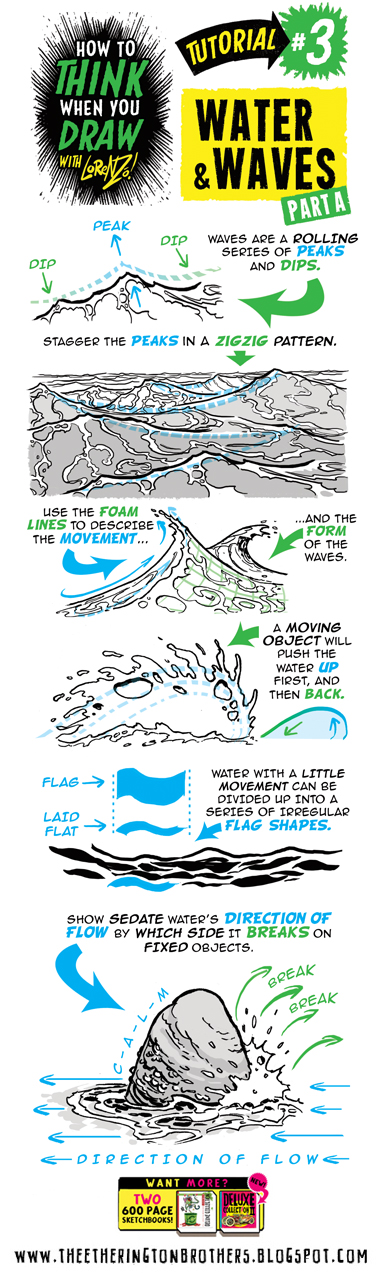 HOW TO
THINK
WHEN YOU
DRAW
WITH LORENZO!
TUTORIAL #3
WATER
& WAVES
PART A
PEAK
DIP
DIP
WAVES ARE A ROLLING
SERIES OF PEAKS
AND DIPS.
STAGGER THE PEAKS IN A ZIGZIG PATTERN.
USE THE FOAM
LINES TO DESCRIBE
THE MOVEMENT...
...AND THE
FORM
OF THE
WAVES.
A MOVING
OBJECT WILL
PUSH THE
WATER UP
FIRST, AND
THEN BACK.
FLAG
LAID
FLAT
WATER WITH A LITTLE
MOVEMENT CAN BE
DIVIDED UP INTO A
SERIES OF IRREGULAR
FLAG SHAPES.
SHOW SEDATE WATER'S DIRECTION OF
FLOW BY WHICH SIDE IT BREAKS ON
FIXED OBJECTS.
C-A-L-M
BREAK
BREAK
DIRECTION OF FLOW
WANT MORE?
NEW!
TWO
600 PAGE
SKETCHBOOKS!
DELUXE
COLLECTION
WWW.THEETHERINGTONBROTHERS.BLOGSPOT.COM